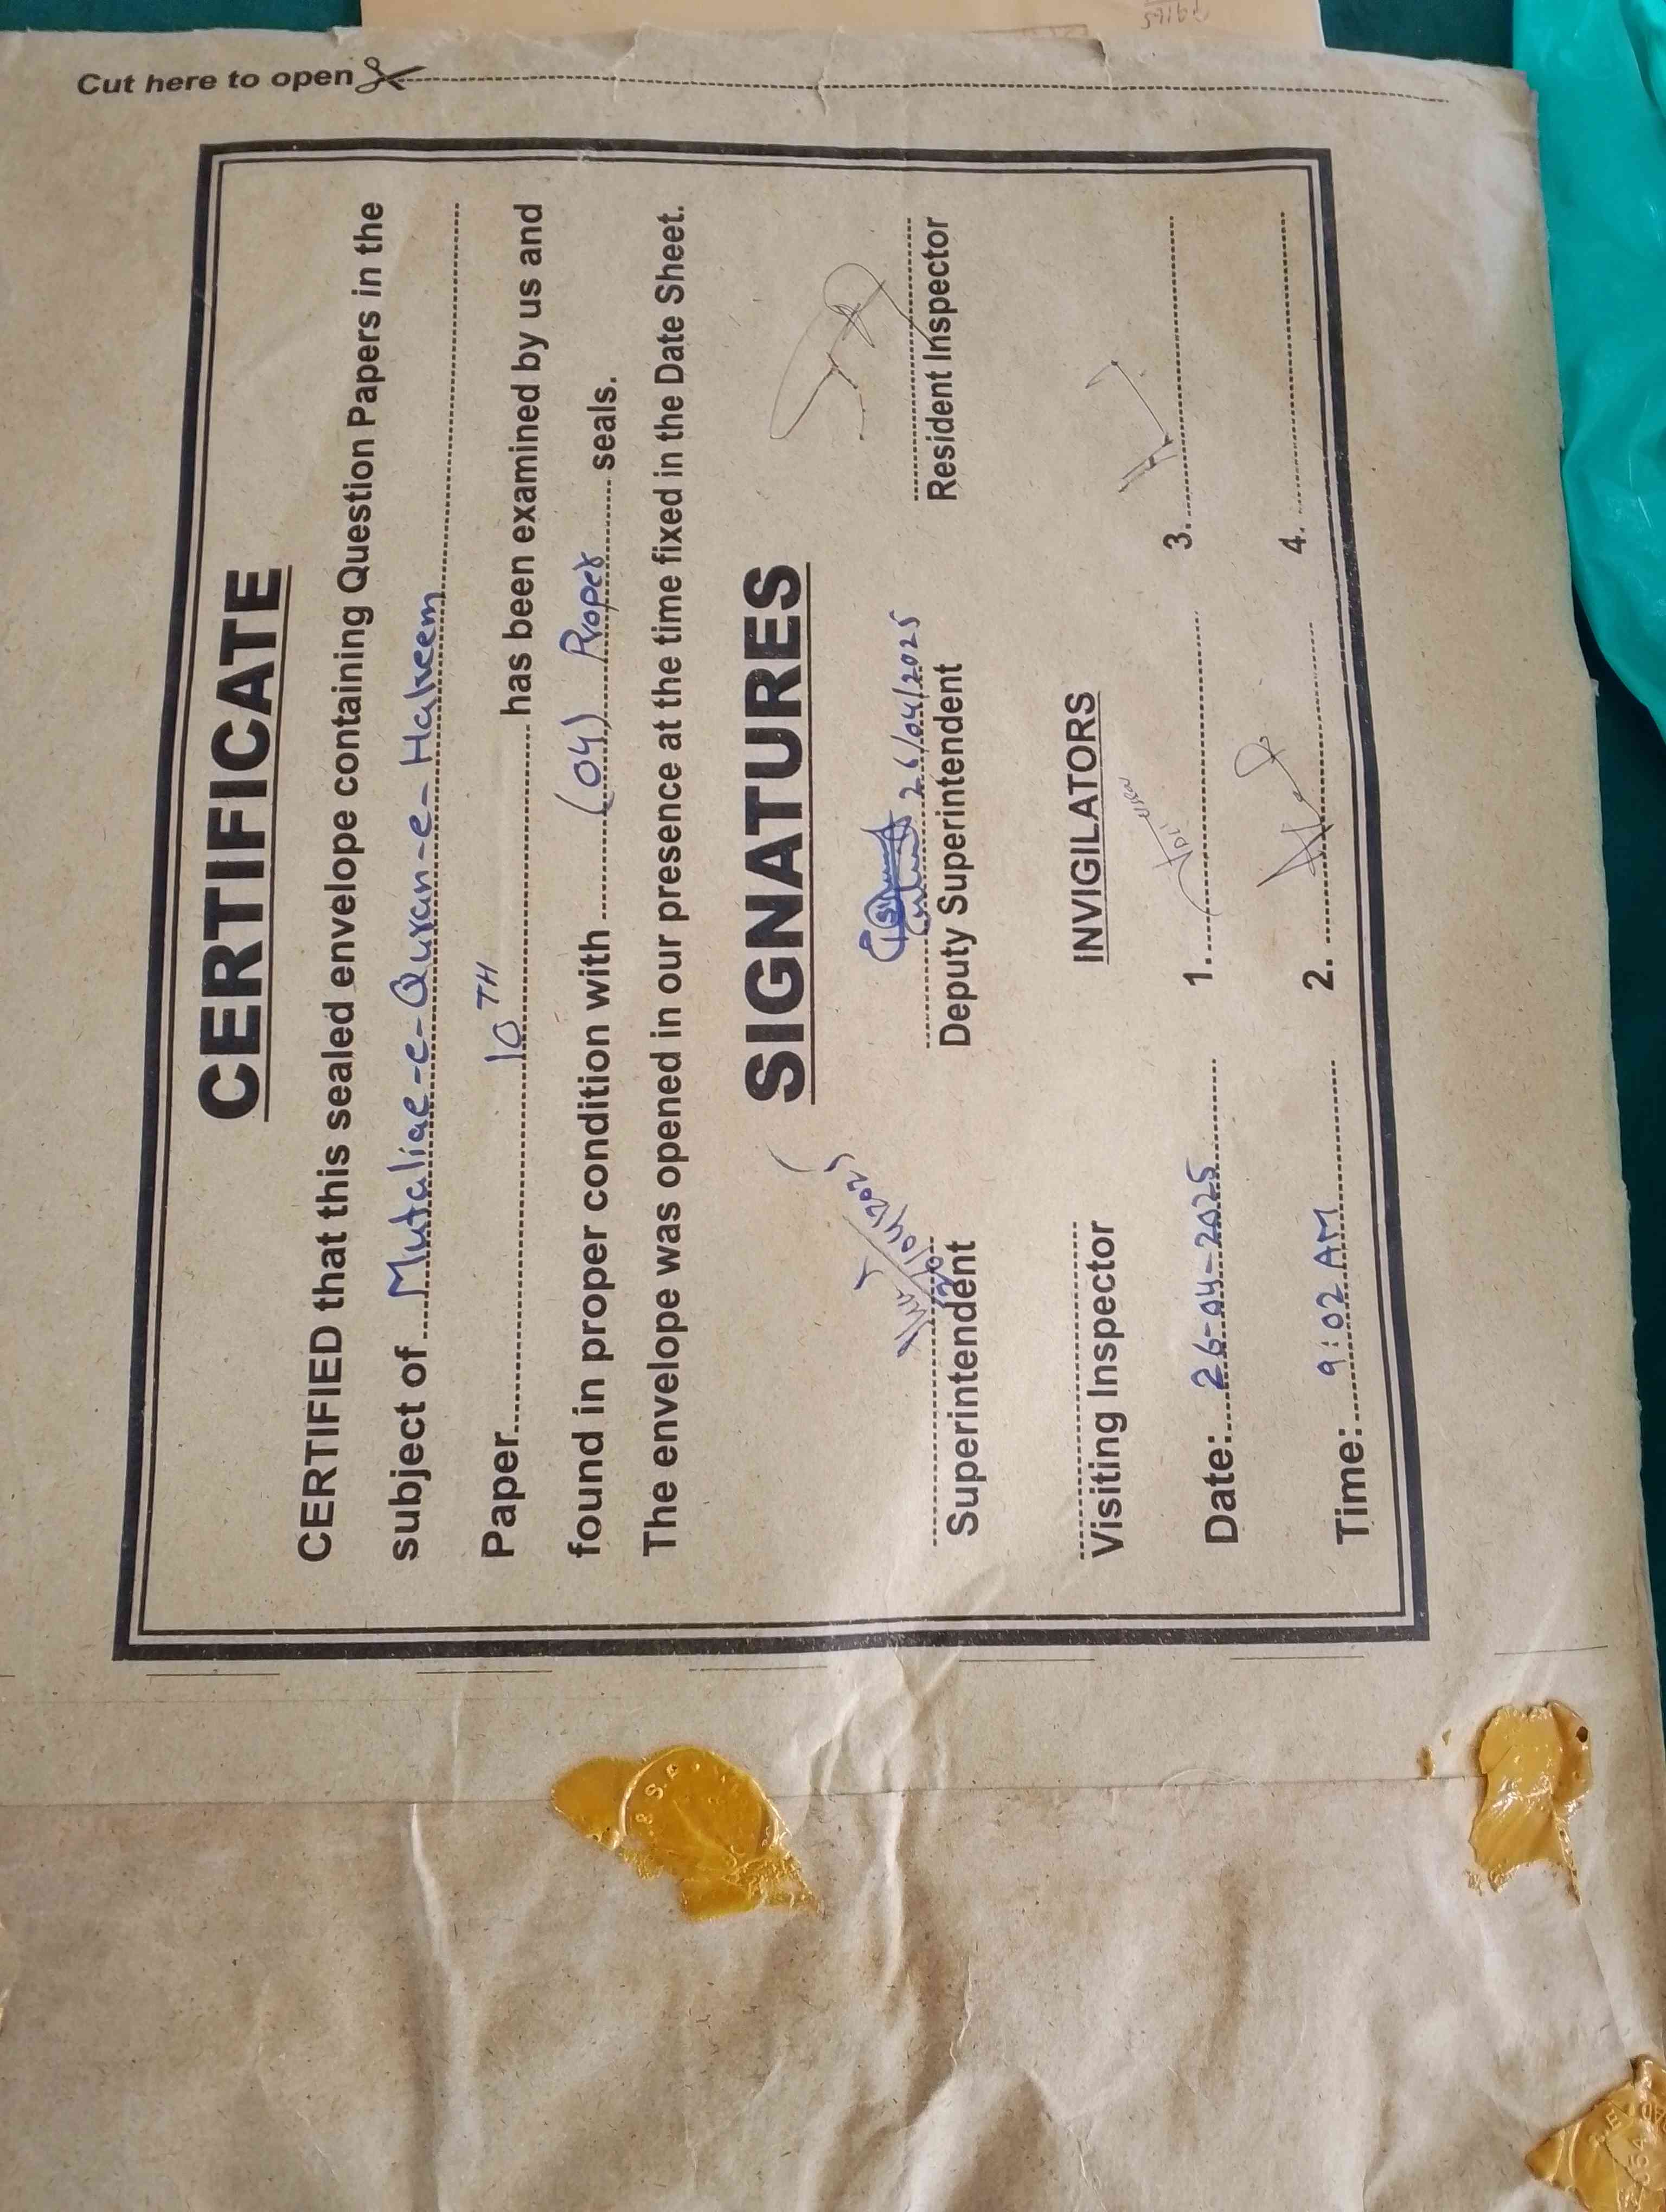 Cut here to open
CERTIFICATE
CERTIFIED that this sealed envelope containing Question Papers in the
subject of Mutaliae-e-Quran-e-Hakeem
Paper 10TH has been examined by us and
found in proper condition with (04) Proper seals.
The envelope was opened in our presence at the time fixed in the Date Sheet.
SIGNATURES
26/04/2025 26/04/2025
Superintendent Deputy Superintendent Resident Inspector
INVIGILATORS
Visiting Inspector
Date: 26-04-2025 1. 3.
Time: 9:02 AM 2. 4.